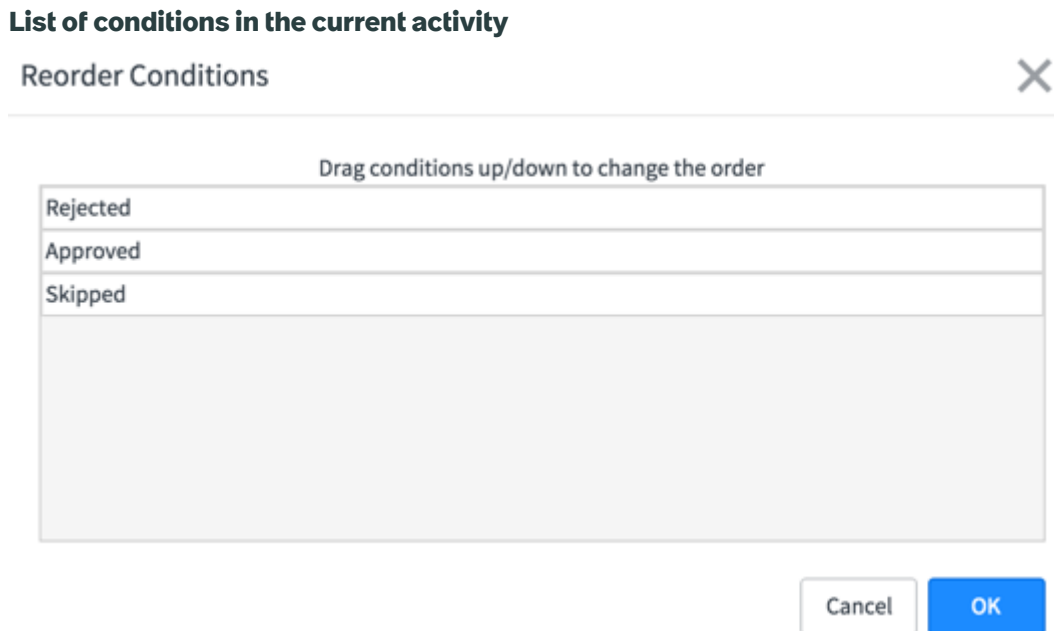 List of conditions in the current activity
Reorder Conditions
Drag conditions up/down to change the order
Rejected
Approved
Skipped
Cancel
OK